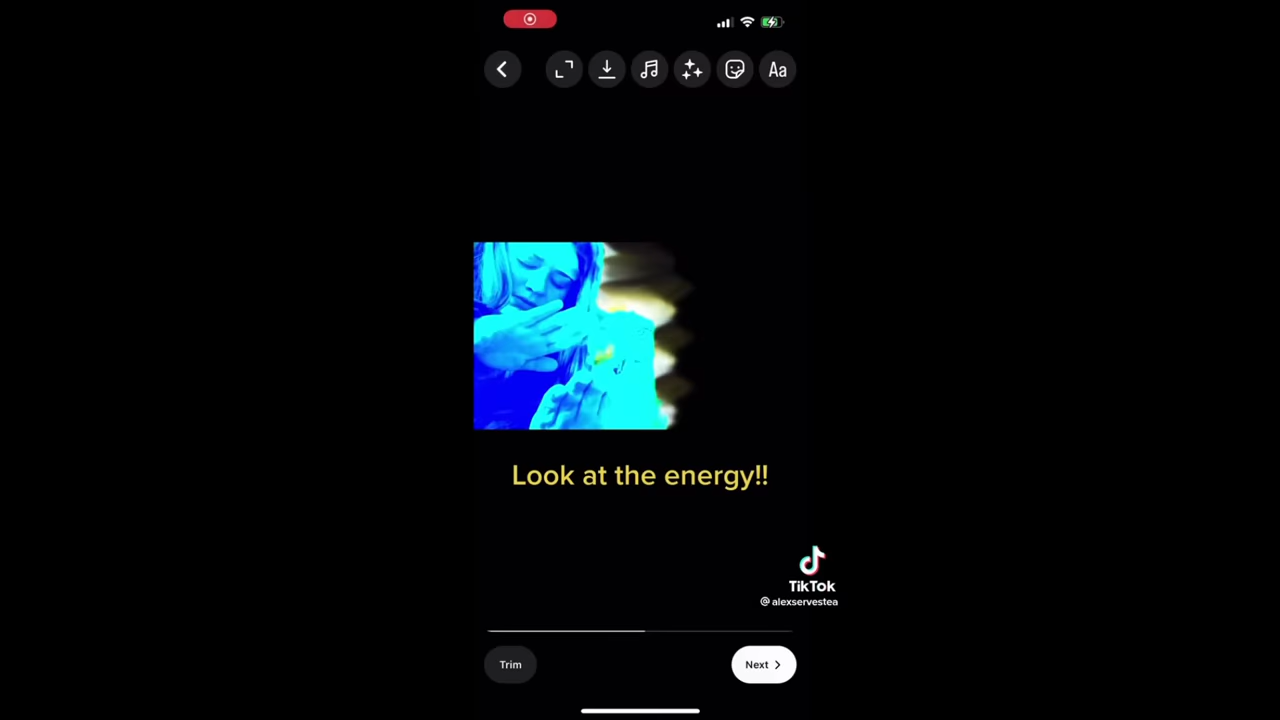 Aa
Look at the energy!!
TikTok
@alexservestea
Trim
Next